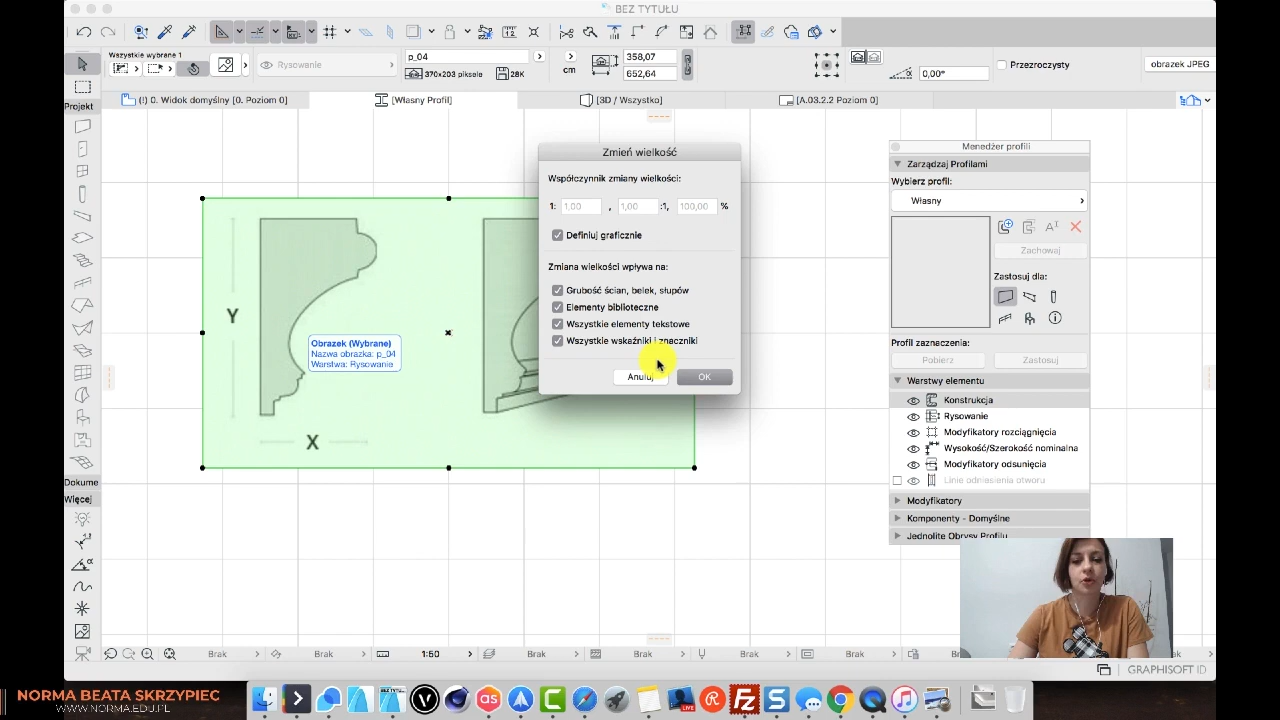 BEZ TYTUŁU
Wszystkie wybrane 1
Rysowanie
p_04
370x203 piksele
28K
cm
358,07
652,64
0,00°
Przezroczysty
obrazek JPEG
(!) 0. Widok domyślny [0. Poziom 0]
[Własny Profil]
[3D / Wszystko]
[A.03.2.2 Poziom 0]
Projekt
Dokume
Więcej
Y
X
Obrazek (Wybrane)
Nazwa obrazka: p_04
Warstwa: Rysowanie
Zmień wielkość
Współczynnik zmiany wielkości:
1: 1,00 , 1,00 :1, 100,00 %
Definiuj graficznie
Zmiana wielkości wpływa na:
Grubość ścian, belek, słupów
Elementy biblioteczne
Wszystkie elementy tekstowe
Wszystkie wskaźniki i znaczniki
Anuluj
OK
Menedżer profili
Zarządzaj Profilami
Wybierz profil:
Własny
Zachowaj
Zastosuj dla:
Profil zaznaczenia:
Pobierz
Zastosuj
Warstwy elementu
Konstrukcja
Rysowanie
Modyfikatory rozciągnięcia
Wysokość/Szerokość nominalna
Modyfikatory odsunięcia
Linie odniesienia otworu
Modyfikatory
Komponenty - Domyślne
Jednolite Obrysy Profilu
Brak
Brak
1:50
Brak
Brak
Brak
Brak
GRAPHISOFT ID
NORMA BEATA SKRZYPIEC
WWW.NORMA.EDU.PL